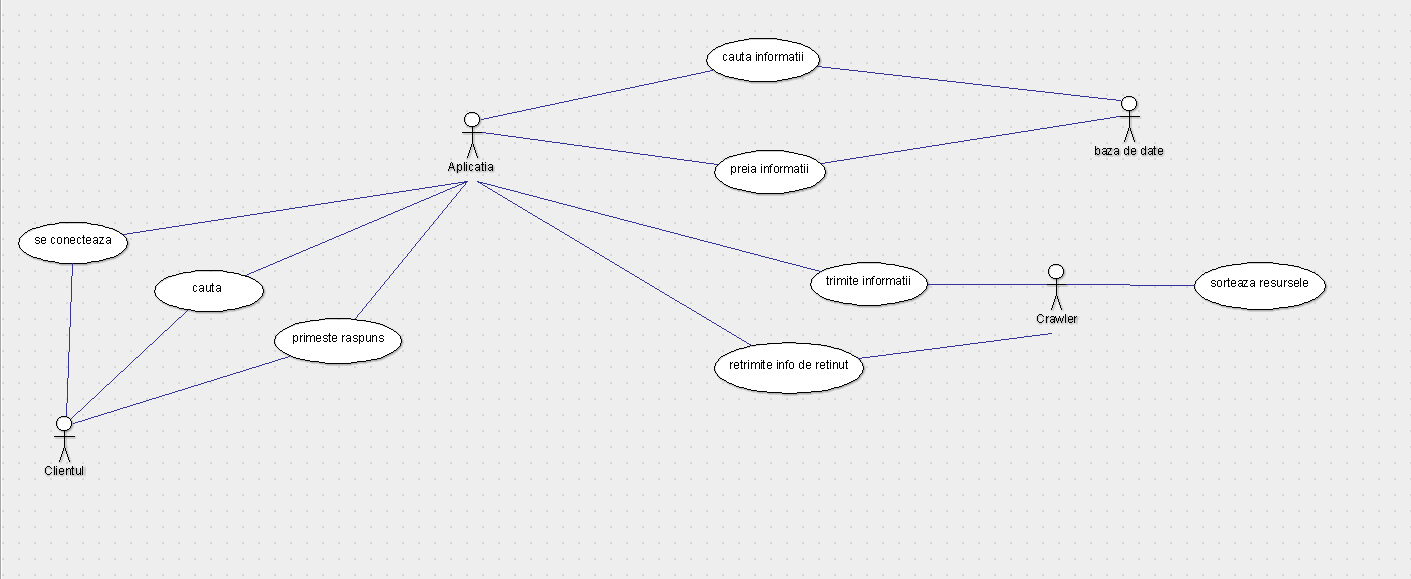 cauta informatii
baza de date
Aplicatia
preia informatii
se conecteaza
cauta
trimite informatii
sorteaza resursele
Crawler
primeste raspuns
retrimite info de retinut
Clientul